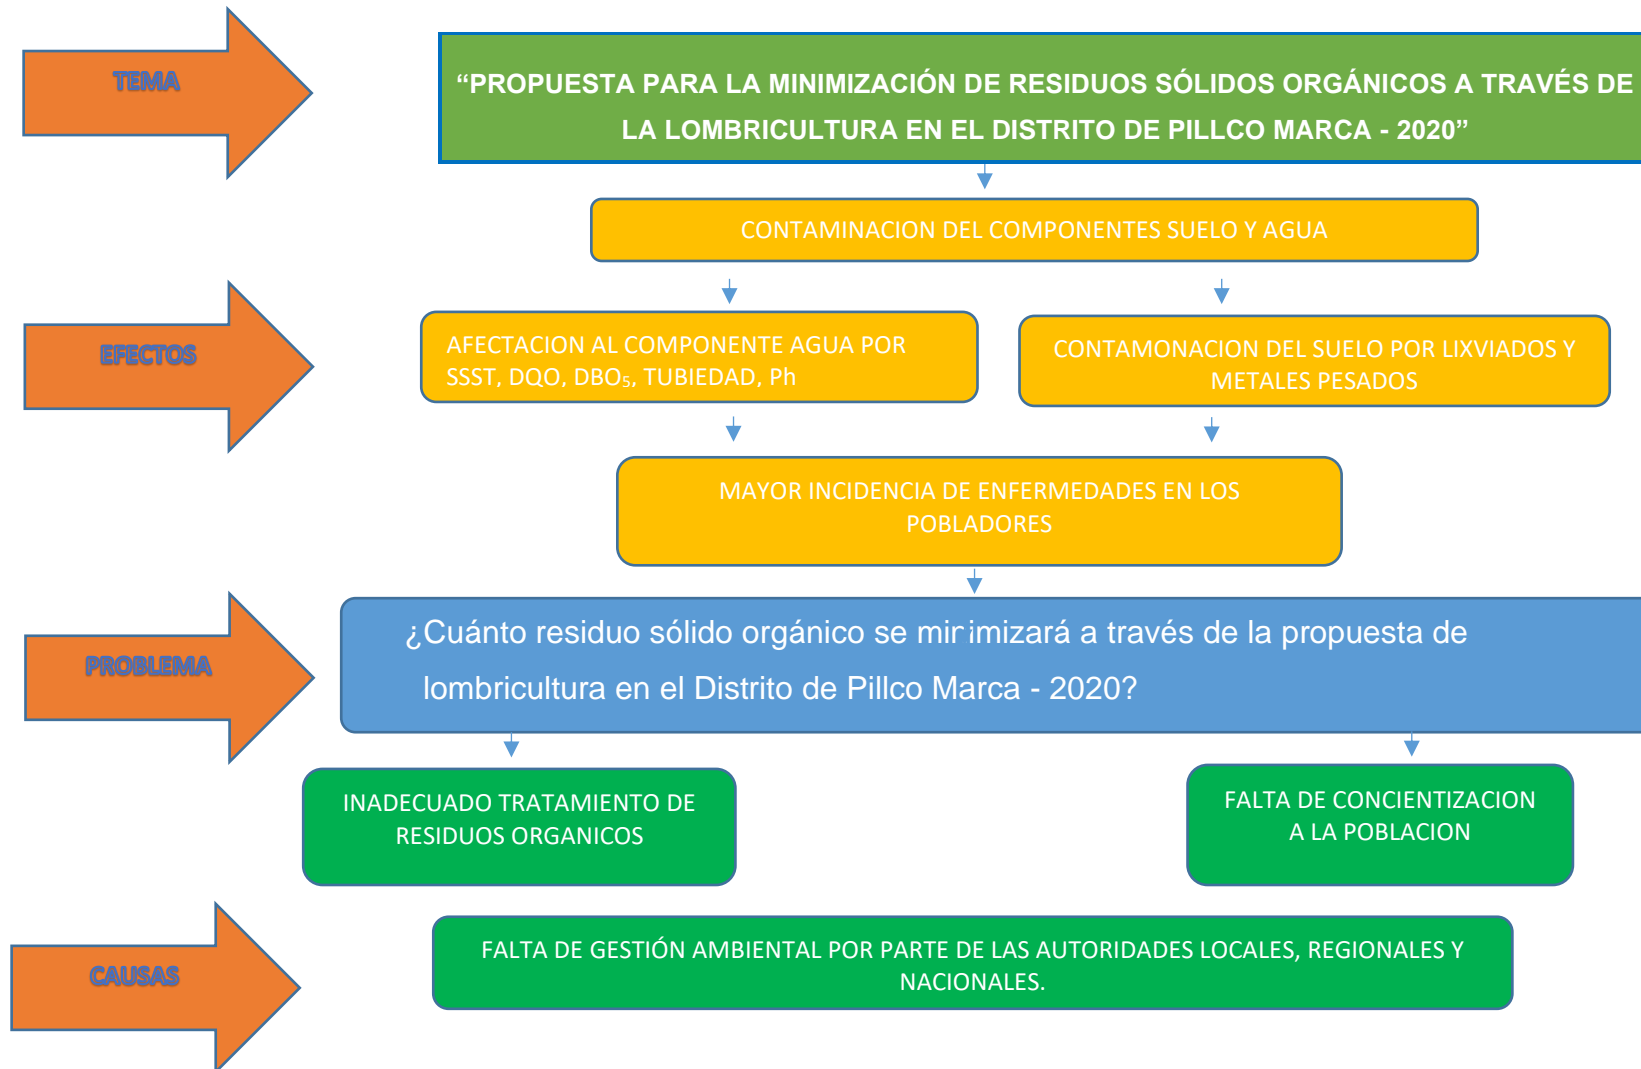 TEMA
“PROPUESTA PARA LA MINIMIZACIÓN DE RESIDUOS SÓLIDOS ORGÁNICOS A TRAVÉS DE
LA LOMBRICULTURA EN EL DISTRITO DE PILLCO MARCA - 2020”
CONTAMINACION DEL COMPONENTES SUELO Y AGUA
EFECTOS
AFECTACION AL COMPONENTE AGUA POR
SSST, DQO, DBO₅, TUBIEDAD, Ph
CONTAMONACION DEL SUELO POR LIXVIADOS Y
METALES PESADOS
MAYOR INCIDENCIA DE ENFERMEDADES EN LOS
POBLADORES
PROBLEMA
¿Cuánto residuo sólido orgánico se minimizará a través de la propuesta de
lombricultura en el Distrito de Pillco Marca - 2020?
INADECUADO TRATAMIENTO DE
RESIDUOS ORGANICOS
FALTA DE CONCIENTIZACION
A LA POBLACION
CAUSAS
FALTA DE GESTIÓN AMBIENTAL POR PARTE DE LAS AUTORIDADES LOCALES, REGIONALES Y
NACIONALES.